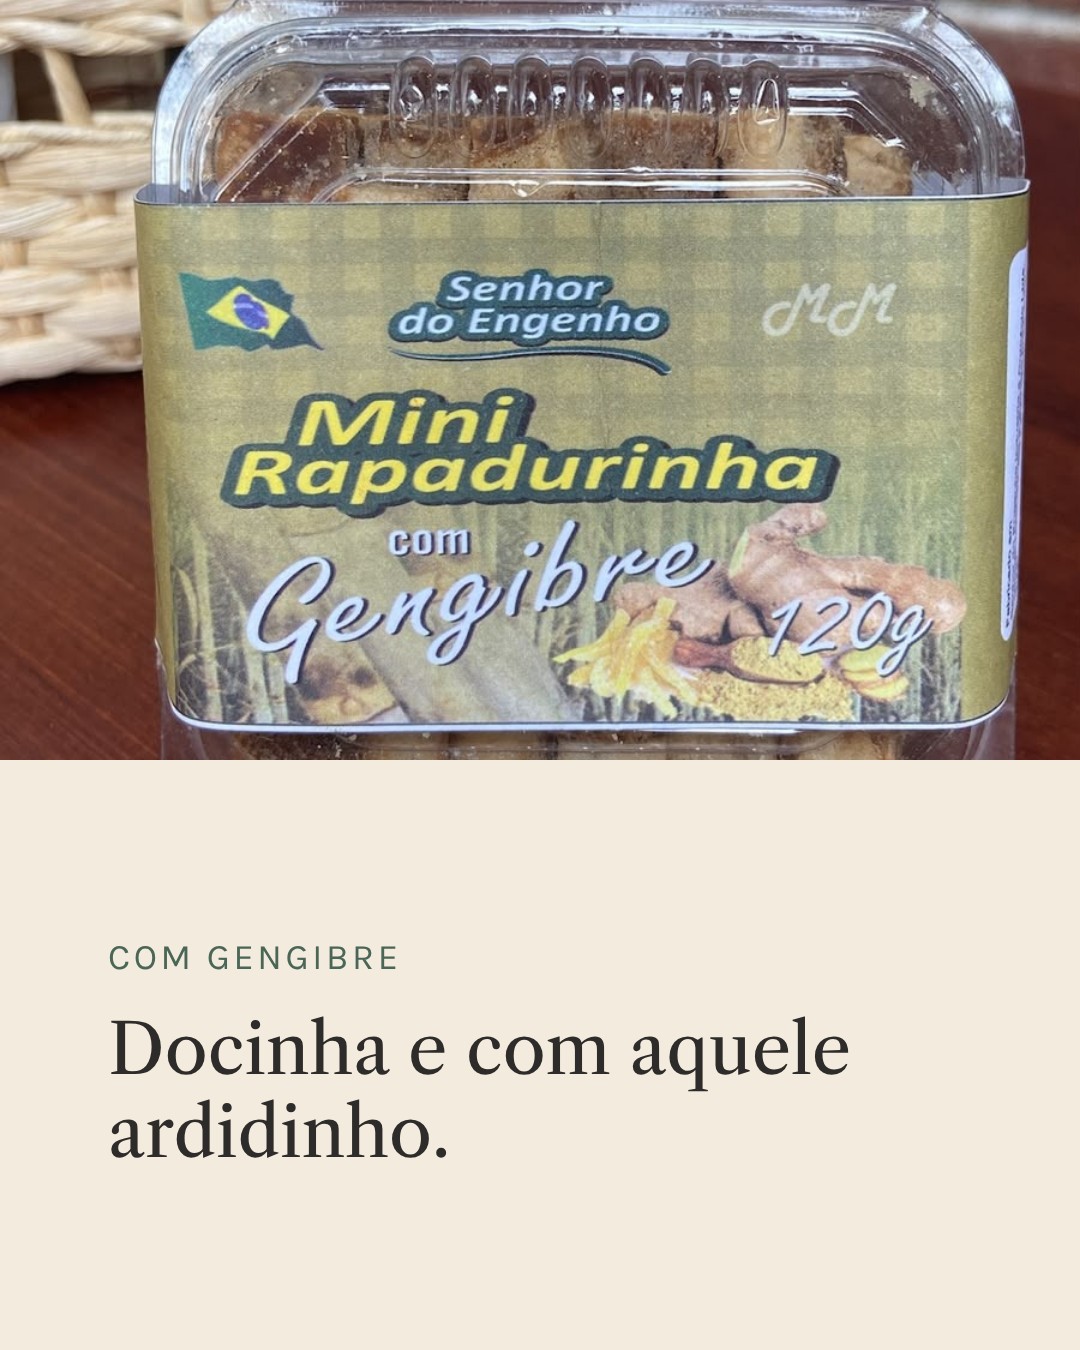 Senhor
do Engenho
MM
Mini
Rapadurinha
com
Gengibre
120g
COM GENGIBRE
Docinha e com aquele
ardidinho.